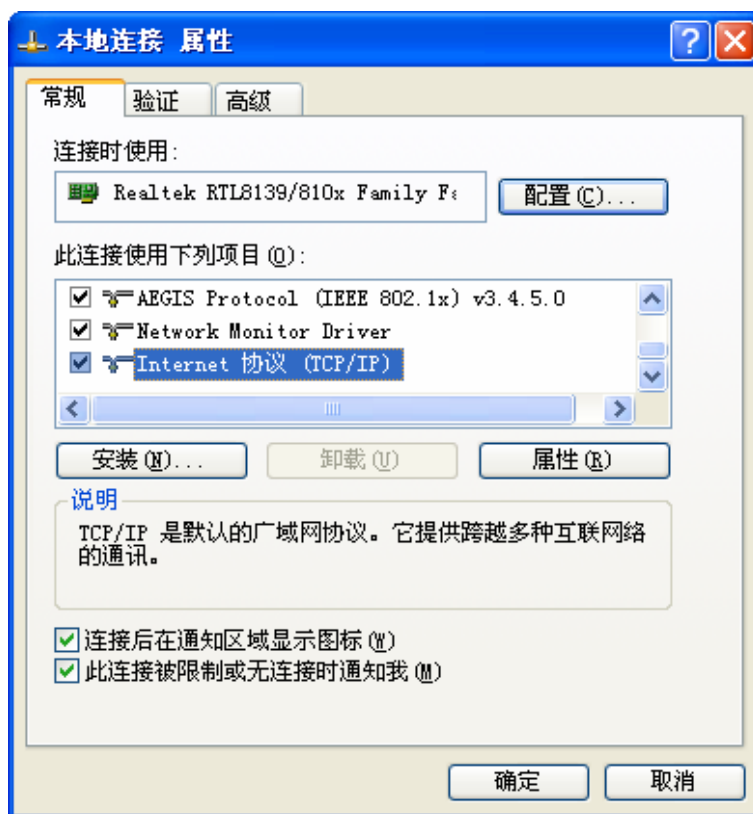 本地连接 属性
常规 验证 高级
连接时使用:
Realtek RTL8139/810x Family Fa
配置(C)...
此连接使用下列项目(O):
AEGIS Protocol (IEEE 802.1x) v3.4.5.0
Network Monitor Driver
Internet 协议 (TCP/IP)
安装(N)... 卸载(U) 属性(R)
说明
TCP/IP 是默认的广域网协议。它提供跨越多种互联网络
的通讯。
连接后在通知区域显示图标(W)
此连接被限制或无连接时通知我(M)
确定 取消